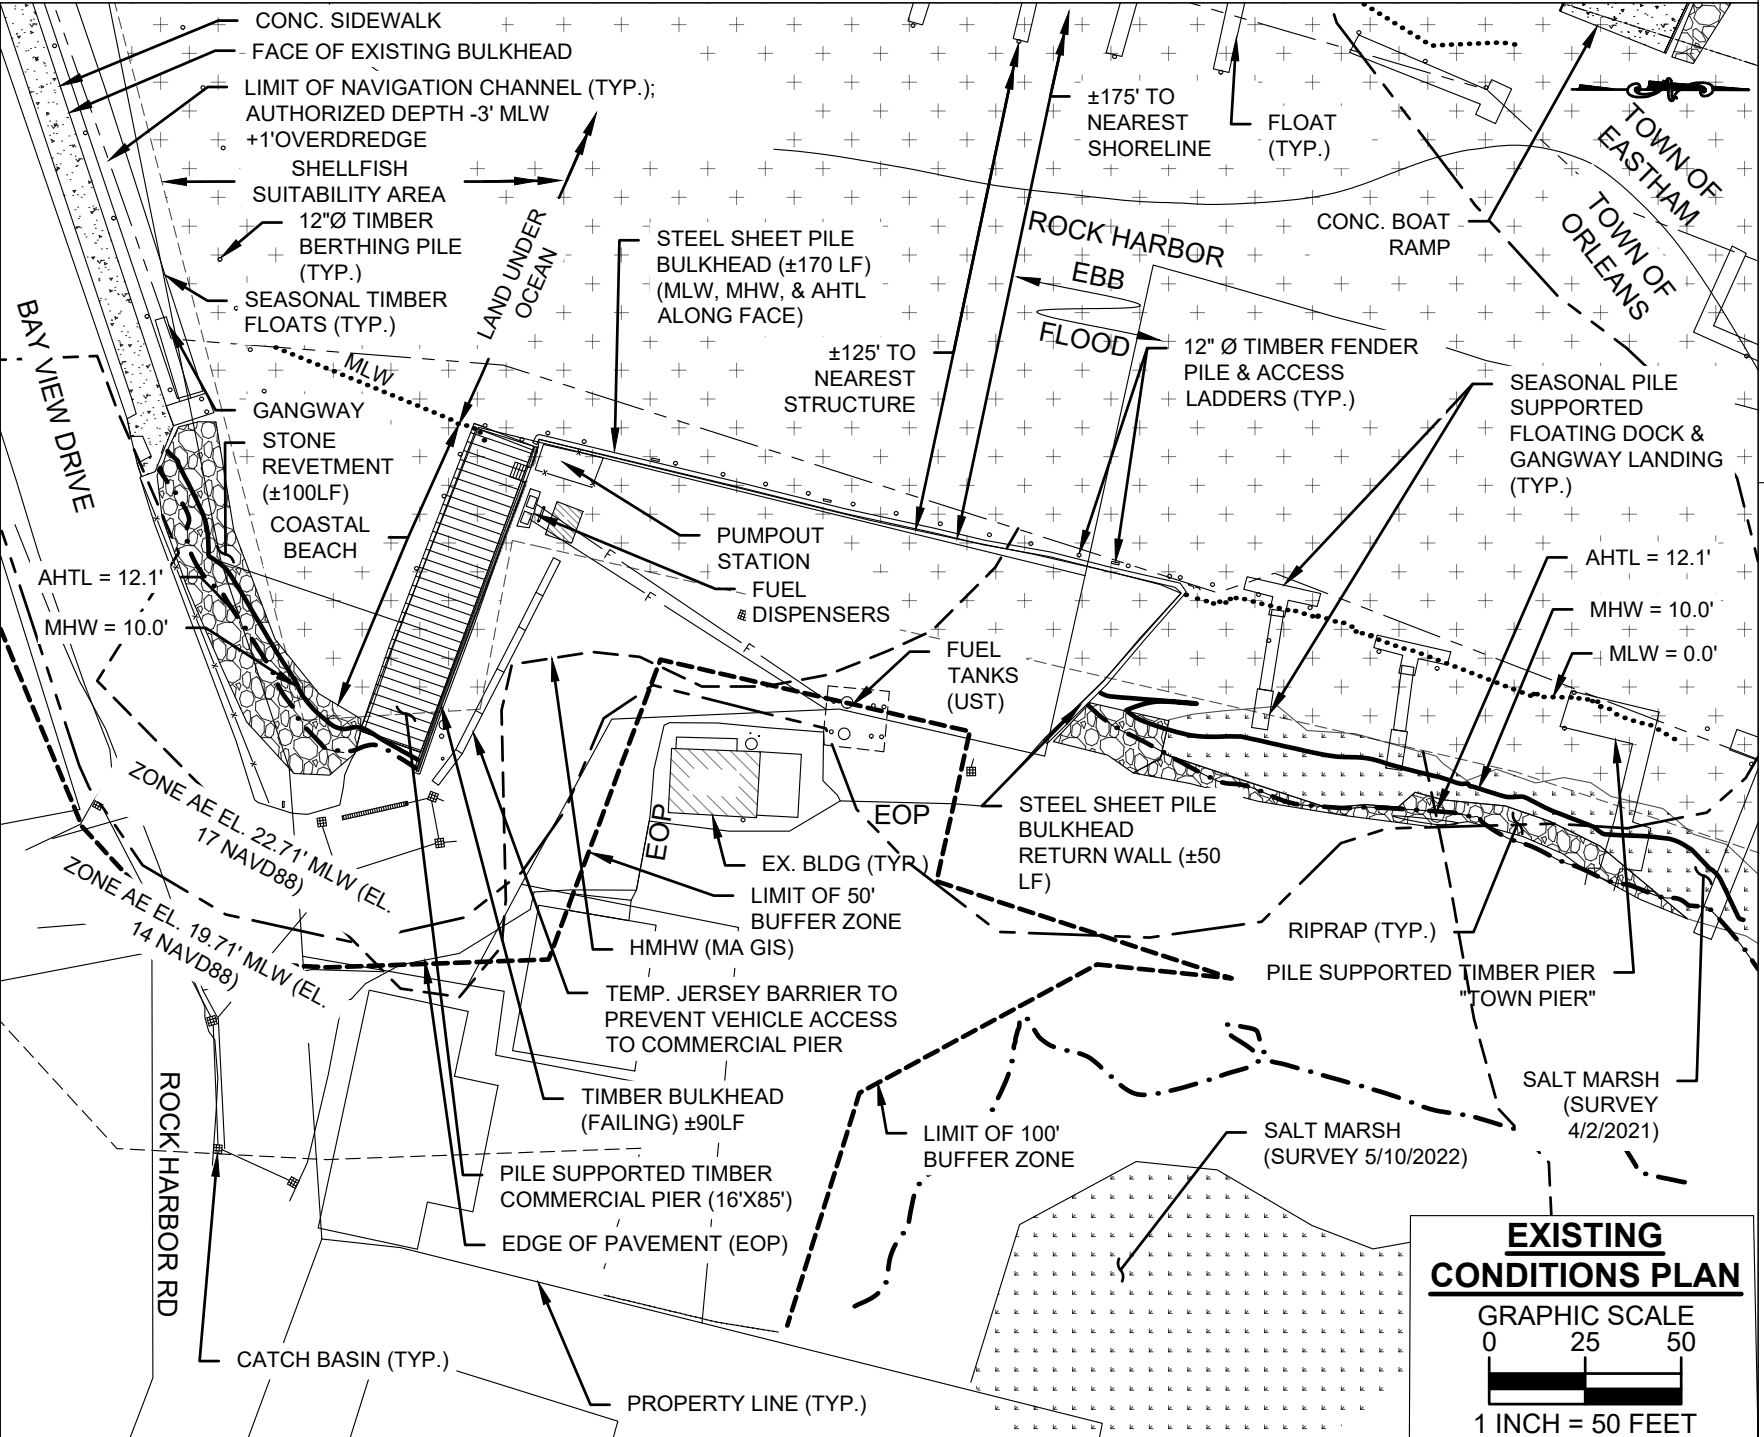 CONC. SIDEWALK
FACE OF EXISTING BULKHEAD
LIMIT OF NAVIGATION CHANNEL (TYP.);
AUTHORIZED DEPTH -3' MLW
+1'OVERDREDGE
SHELLFISH
SUITABILITY AREA
12"Ø TIMBER
BERTHING PILE
(TYP.)
SEASONAL TIMBER
FLOATS (TYP.)
LAND UNDER
OCEAN
STEEL SHEET PILE
BULKHEAD (±170 LF)
(MLW, MHW, & AHTL
ALONG FACE)
±125' TO
NEAREST
STRUCTURE
±175' TO
NEAREST
SHORELINE
FLOAT
(TYP.)
ROCK HARBOR
EBB
FLOOD
CONC. BOAT
RAMP
TOWN OF
EASTHAM
TOWN OF
ORLEANS
12" Ø TIMBER FENDER
PILE & ACCESS
LADDERS (TYP.)
SEASONAL PILE
SUPPORTED
FLOATING DOCK &
GANGWAY LANDING
(TYP.)
BAY VIEW DRIVE
MLW
GANGWAY
STONE
REVETMENT
(±100LF)
COASTAL
BEACH
AHTL = 12.1'
MHW = 10.0'
PUMPOUT
STATION
FUEL
DISPENSERS
F
F
F
FUEL
TANKS
(UST)
AHTL = 12.1'
MHW = 10.0'
MLW = 0.0'
ZONE AE EL. 22.71' MLW (EL.
17 NAVD88)
ZONE AE EL. 19.71' MLW (EL.
14 NAVD88)
EOP
EOP
EX. BLDG (TYP.)
LIMIT OF 50'
BUFFER ZONE
HMHW (MA GIS)
TEMP. JERSEY BARRIER TO
PREVENT VEHICLE ACCESS
TO COMMERCIAL PIER
TIMBER BULKHEAD
(FAILING) ±90LF
PILE SUPPORTED TIMBER
COMMERCIAL PIER (16'X85')
EDGE OF PAVEMENT (EOP)
STEEL SHEET PILE
BULKHEAD
RETURN WALL (±50
LF)
RIPRAP (TYP.)
PILE SUPPORTED TIMBER PIER
"TOWN PIER"
SALT MARSH
(SURVEY
4/2/2021)
LIMIT OF 100'
BUFFER ZONE
SALT MARSH
(SURVEY 5/10/2022)
ROCK HARBOR RD
CATCH BASIN (TYP.)
PROPERTY LINE (TYP.)
EXISTING
CONDITIONS PLAN
GRAPHIC SCALE
0 25 50
1 INCH = 50 FEET